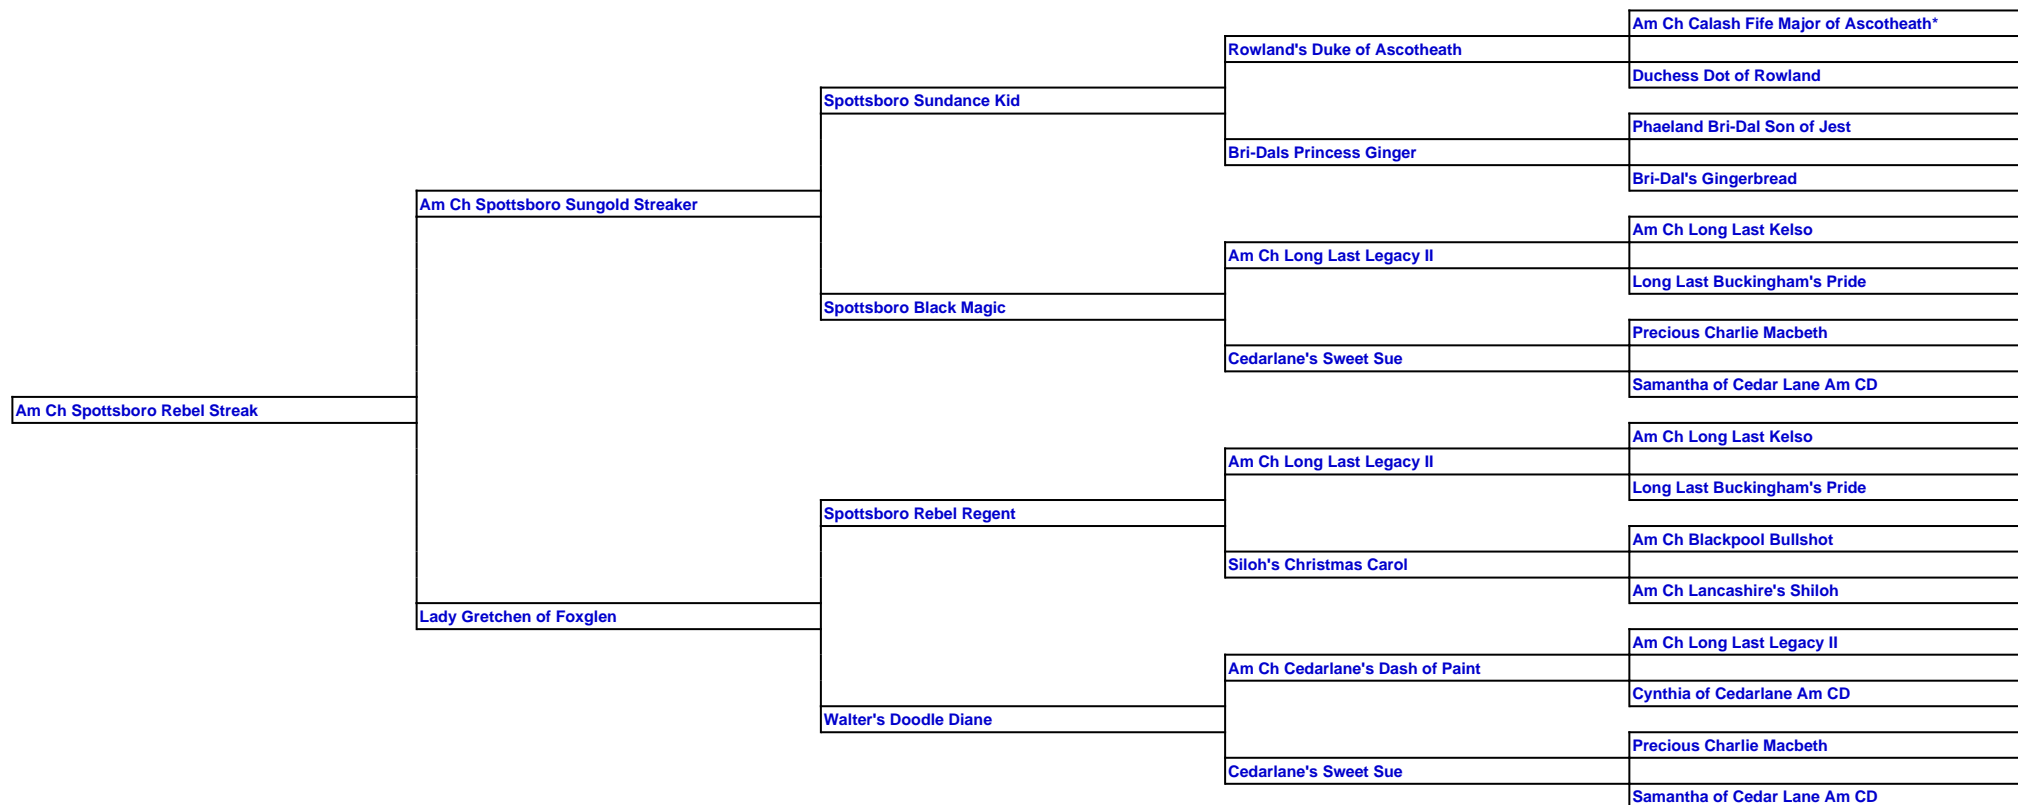 Am Ch Calash Fife Major of Ascotheath*
Rowland's Duke of Ascotheath
Duchess Dot of Rowland
Spottsboro Sundance Kid
Phaeland Bri-Dal Son of Jest
Bri-Dals Princess Ginger
Bri-Dal's Gingerbread
Am Ch Spottsboro Sungold Streaker
Am Ch Long Last Kelso
Am Ch Long Last Legacy II
Long Last Buckingham's Pride
Spottsboro Black Magic
Precious Charlie Macbeth
Cedarlane's Sweet Sue
Samantha of Cedar Lane Am CD
Am Ch Spottsboro Rebel Streak
Am Ch Long Last Kelso
Am Ch Long Last Legacy II
Long Last Buckingham's Pride
Spottsboro Rebel Regent
Am Ch Blackpool Bullshot
Siloh's Christmas Carol
Am Ch Lancashire's Shiloh
Lady Gretchen of Foxglen
Am Ch Long Last Legacy II
Am Ch Cedarlane's Dash of Paint
Cynthia of Cedarlane Am CD
Walter's Doodle Diane
Precious Charlie Macbeth
Cedarlane's Sweet Sue
Samantha of Cedar Lane Am CD